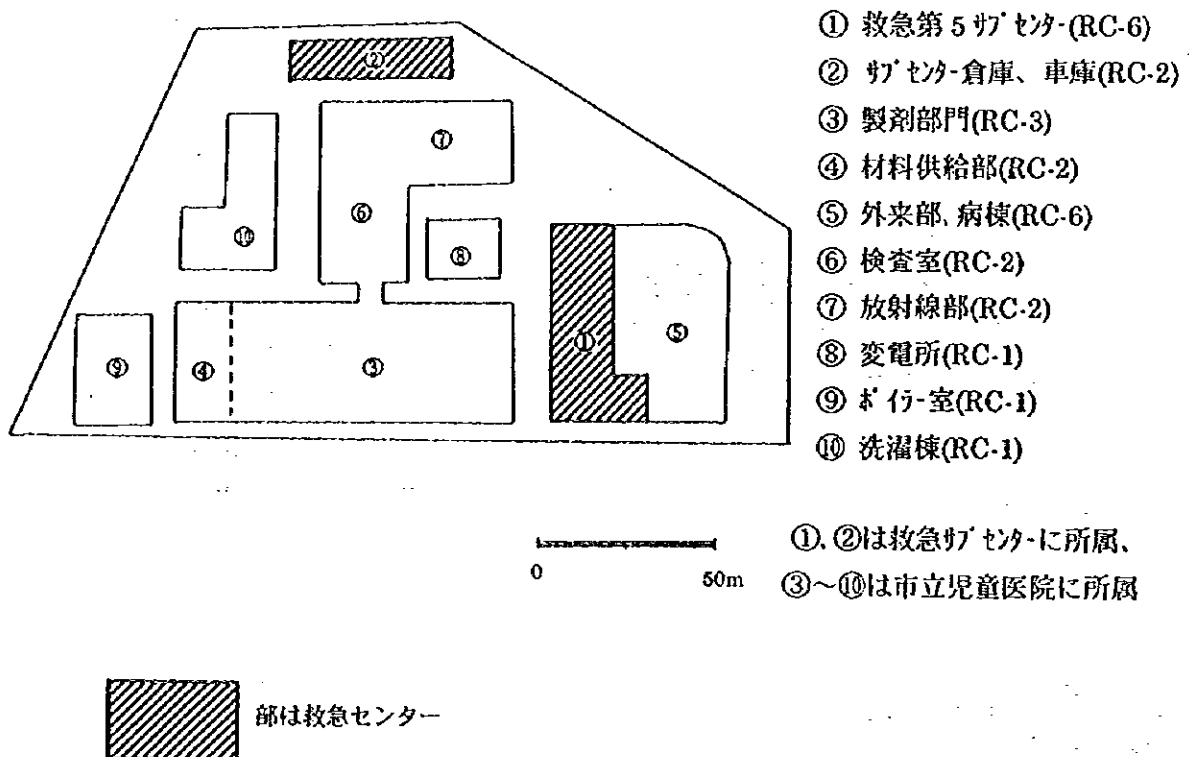 ① 救急第5サブセンター(RC-6)
② サブセンター倉庫、車庫(RC-2)
③ 製剤部門(RC-3)
④ 材料供給部(RC-2)
⑤ 外来部、病棟(RC-6)
⑥ 検査室(RC-2)
⑦ 放射線部(RC-2)
⑧ 変電所(RC-1)
⑨ ボイラー室(RC-1)
⑩ 洗濯棟(RC-1)
②
⑦
⑥
⑩
⑧
①
⑤
⑨
④
③
0 50m
①、②は救急サブセンターに所属、
③~⑩は市立児童医院に所属
部は救急センター